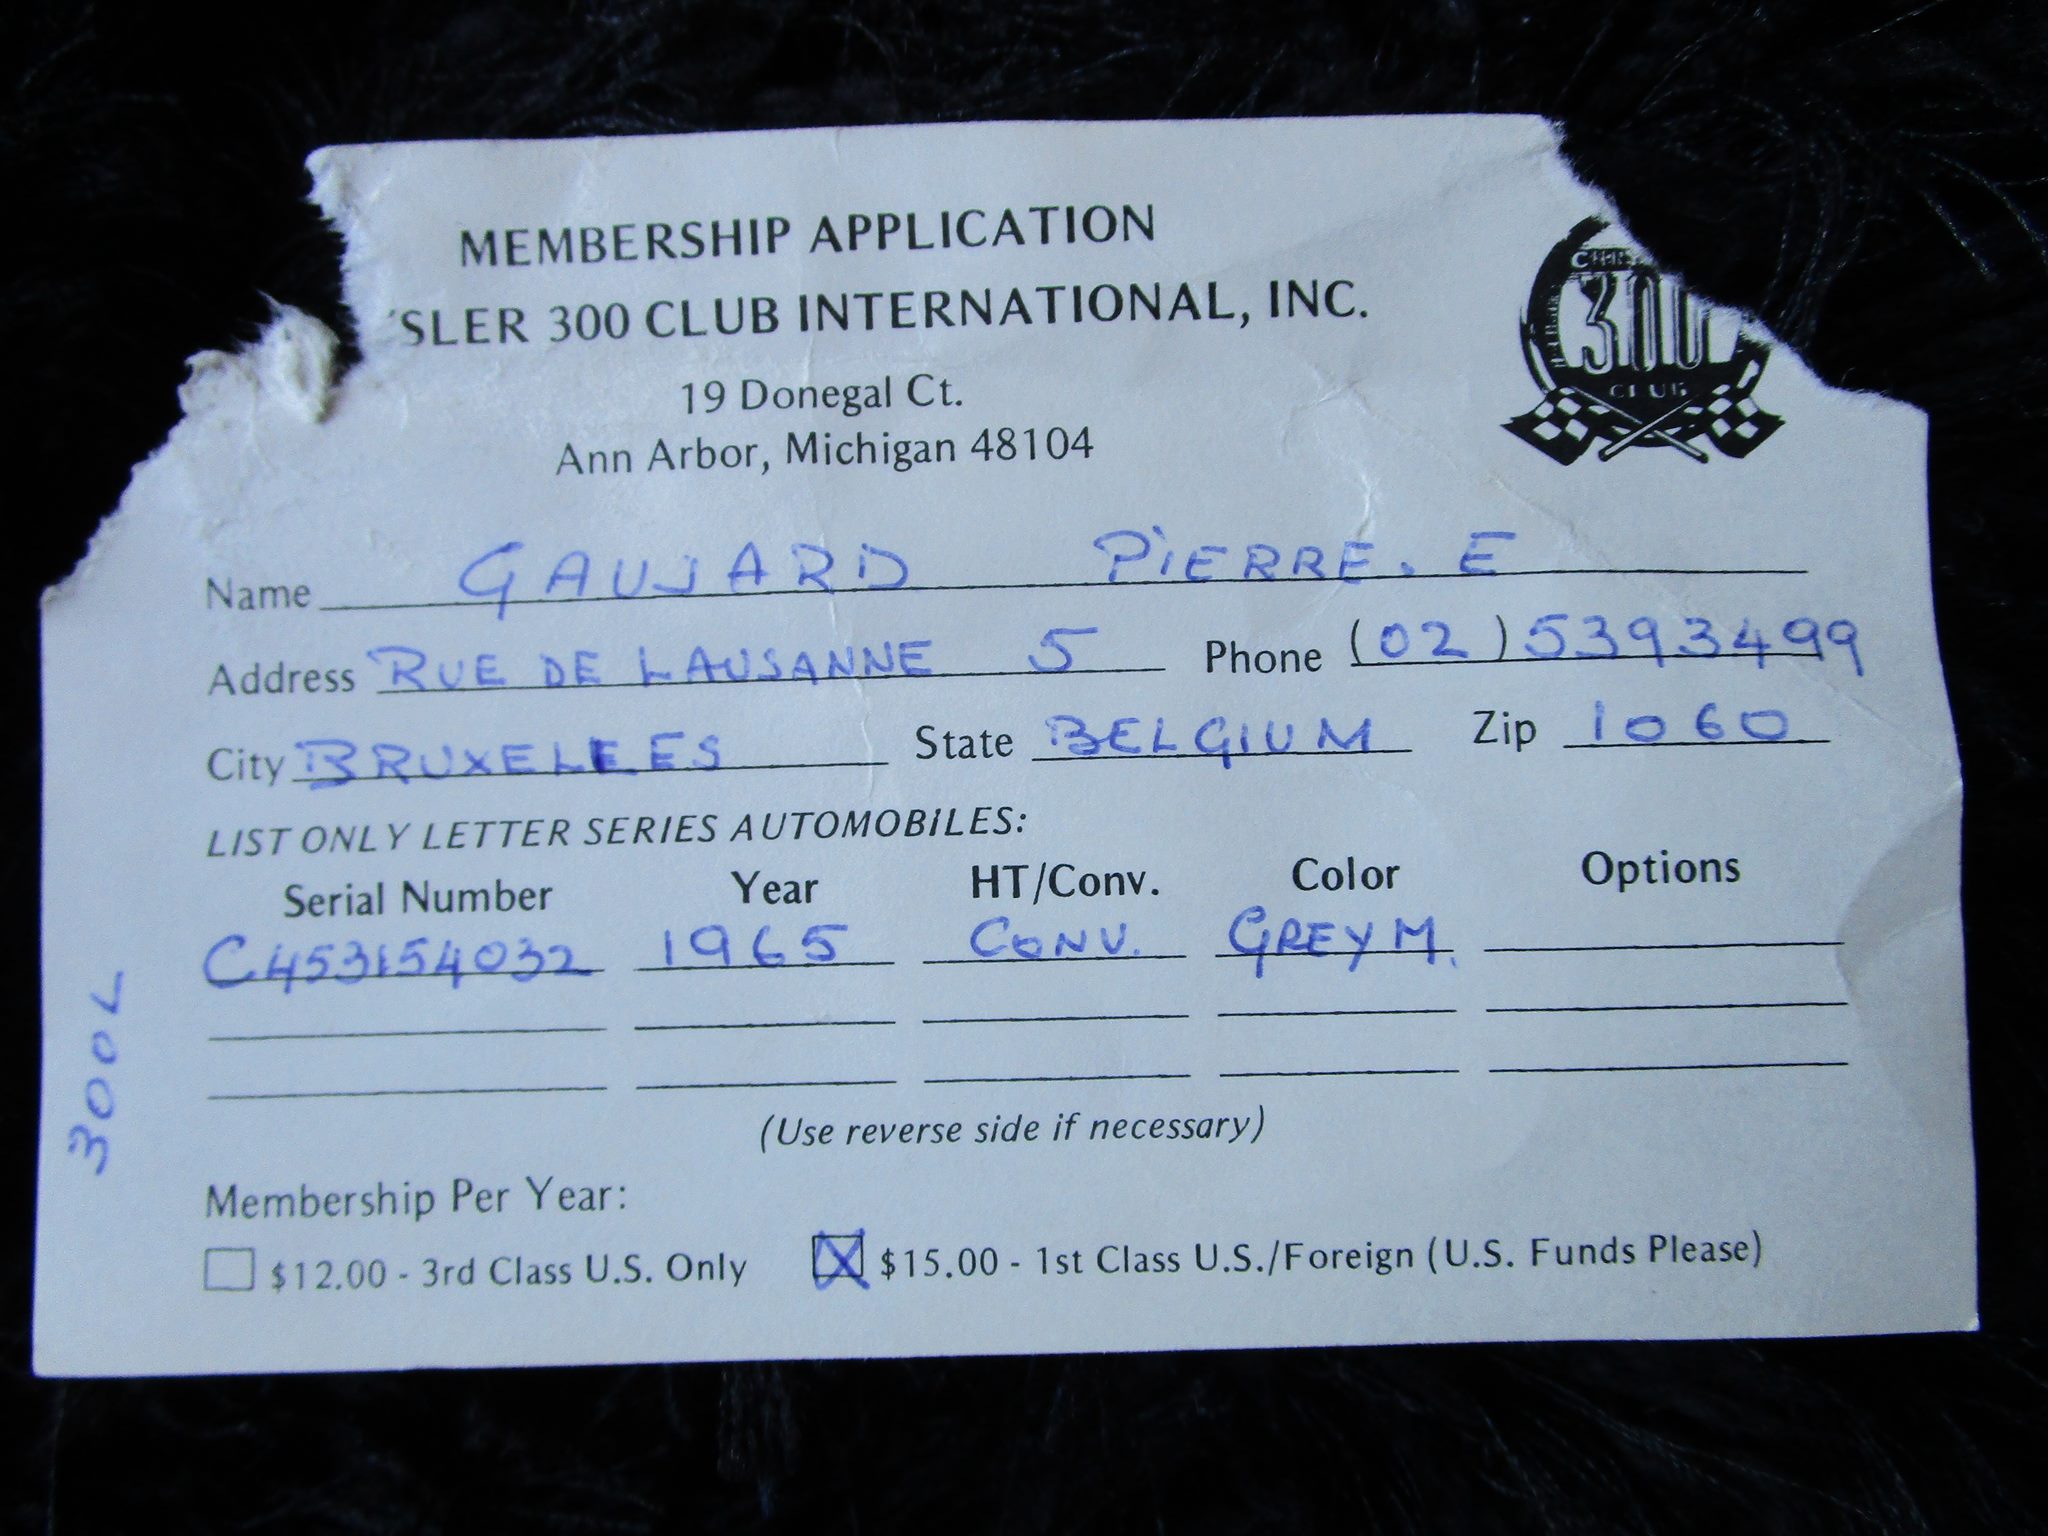 MEMBERSHIP APPLICATION
SLER 300 CLUB INTERNATIONAL, INC.
19 Donegal Ct.
Ann Arbor, Michigan 48104
300
CLUB
Name GAUJARD PIERRE. E
Address RUE DE LAUSANNE 5 Phone (02) 5393499
City BRUXELLES State BELGIUM Zip 1060
LIST ONLY LETTER SERIES AUTOMOBILES:
Serial Number Year HT/Conv. Color Options
C453154032 1965 CONV. GREY M.
300L
(Use reverse side if necessary)
Membership Per Year:
$12.00 - 3rd Class U.S. Only X $15.00 - 1st Class U.S./Foreign (U.S. Funds Please)